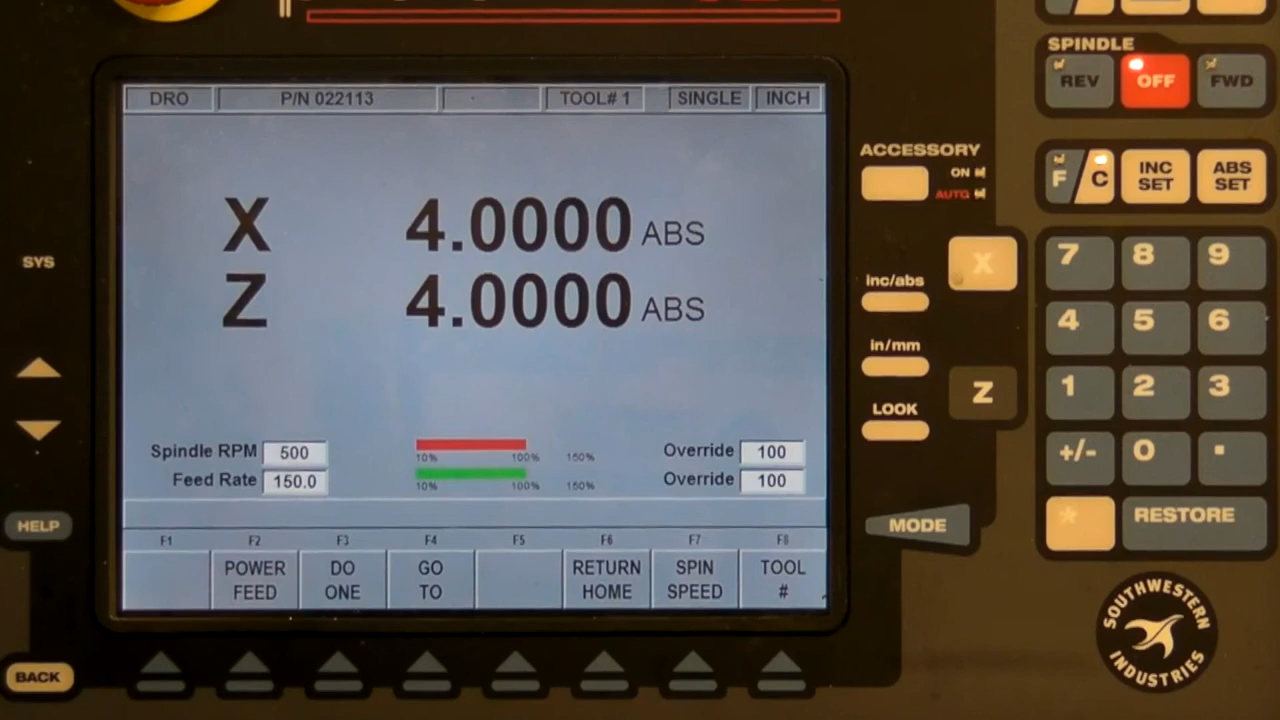 SPINDLE
REV OFF FWD
DRO P/N 022113 TOOL# 1 SINGLE INCH
ACCESSORY
ON
AUTO
F/C INC SET ABS SET
X 4.0000 ABS
Z 4.0000 ABS
SYS
inc/abs
in/mm
LOOK
X
Z
7 8 9
4 5 6
1 2 3
+/- 0 .
* RESTORE
Spindle RPM 500 10% 100% 150% Override 100
Feed Rate 150.0 10% 100% 150% Override 100
HELP
MODE
F1 F2 F3 F4 F5 F6 F7 F8
POWER FEED DO ONE GO TO RETURN HOME SPIN SPEED TOOL #
BACK
SOUTHWESTERN INDUSTRIES